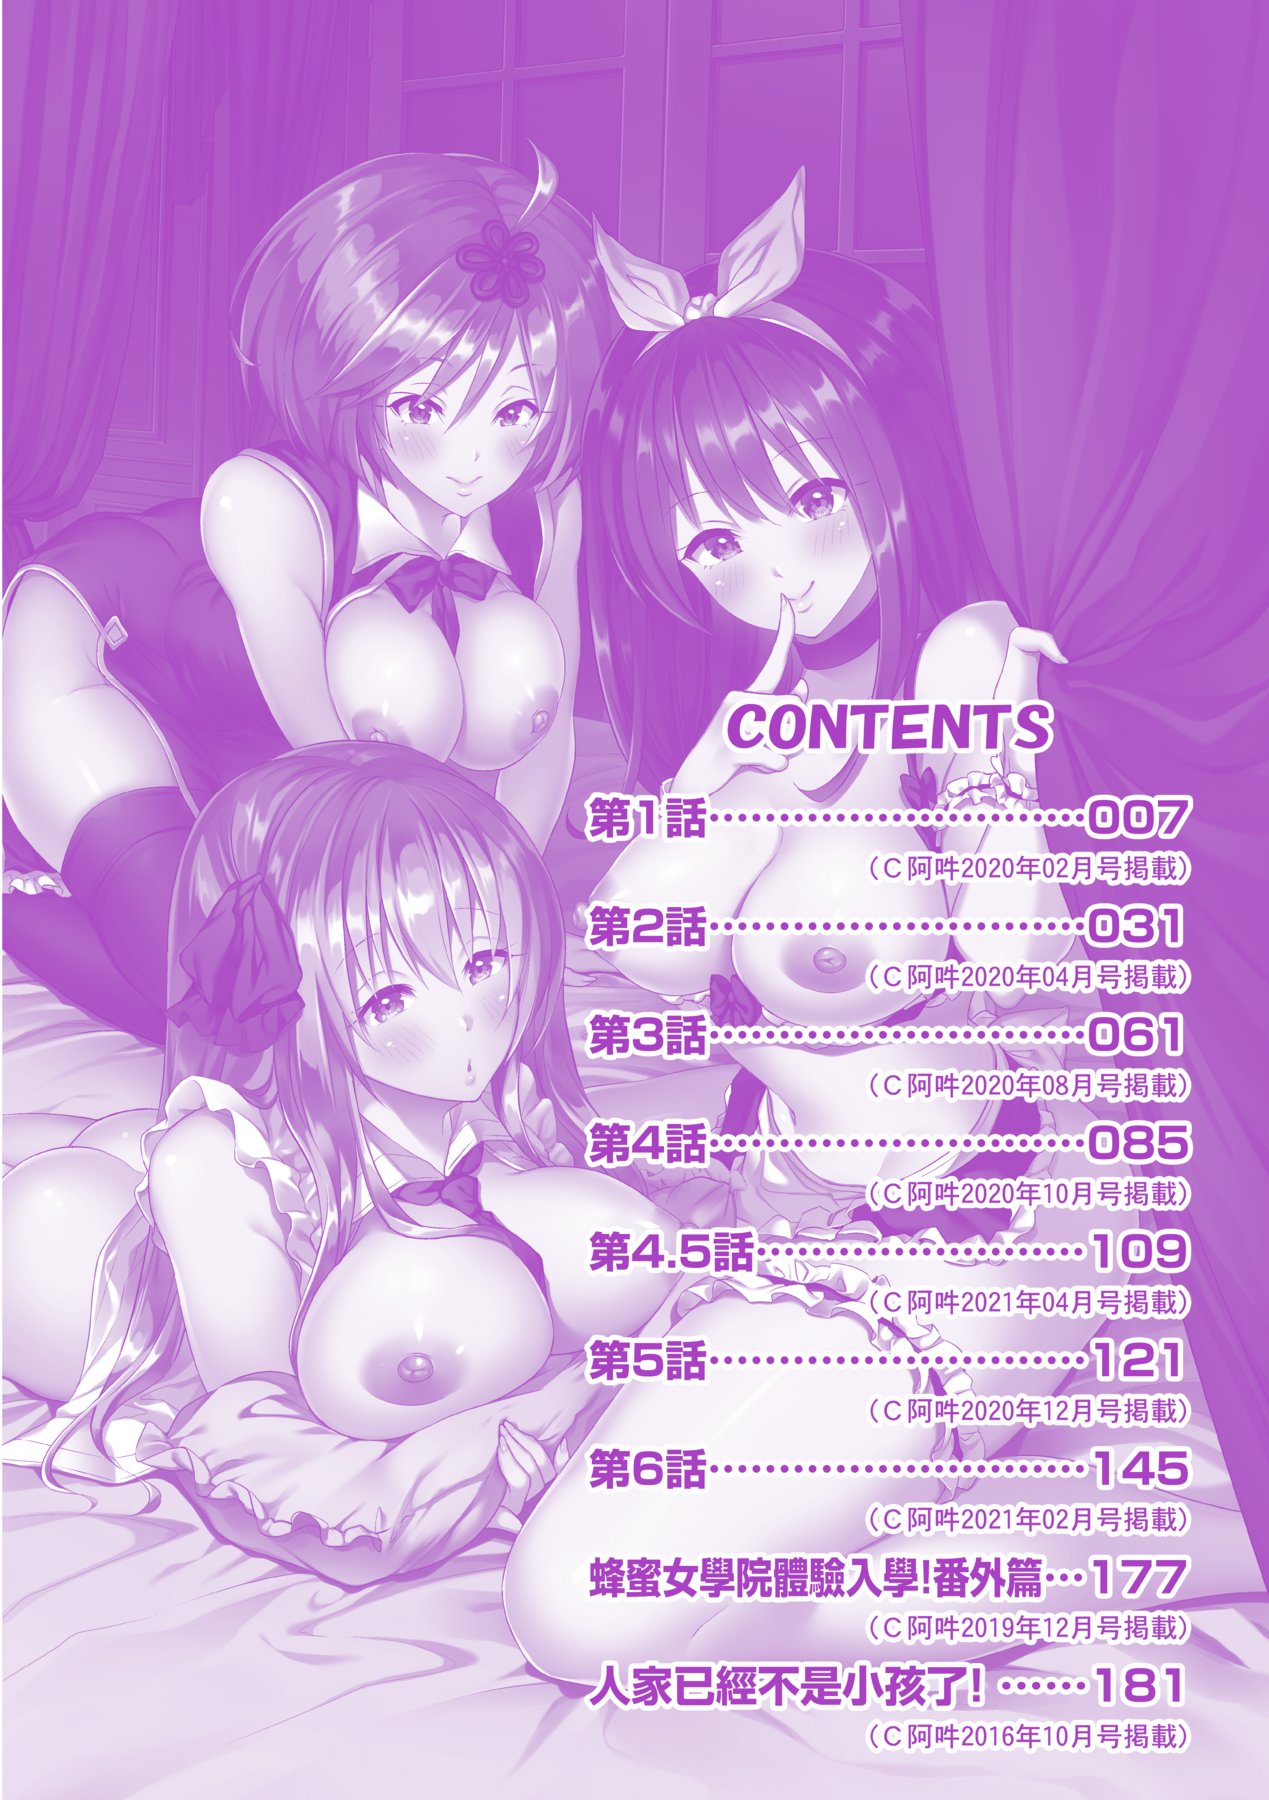 CONTENTS
第1話………………………007
（C阿吽2020年02月号掲載）
第2話………………………031
（C阿吽2020年04月号掲載）
第3話………………………061
（C阿吽2020年08月号掲載）
第4話………………………085
（C阿吽2020年10月号掲載）
第4.5話……………………109
（C阿吽2021年04月号掲載）
第5話………………………121
（C阿吽2020年12月号掲載）
第6話………………………145
（C阿吽2021年02月号掲載）
蜂蜜女學院體驗入學!番外篇…177
（C阿吽2019年12月号掲載）
人家已經不是小孩了! ……181
（C阿吽2016年10月号掲載）